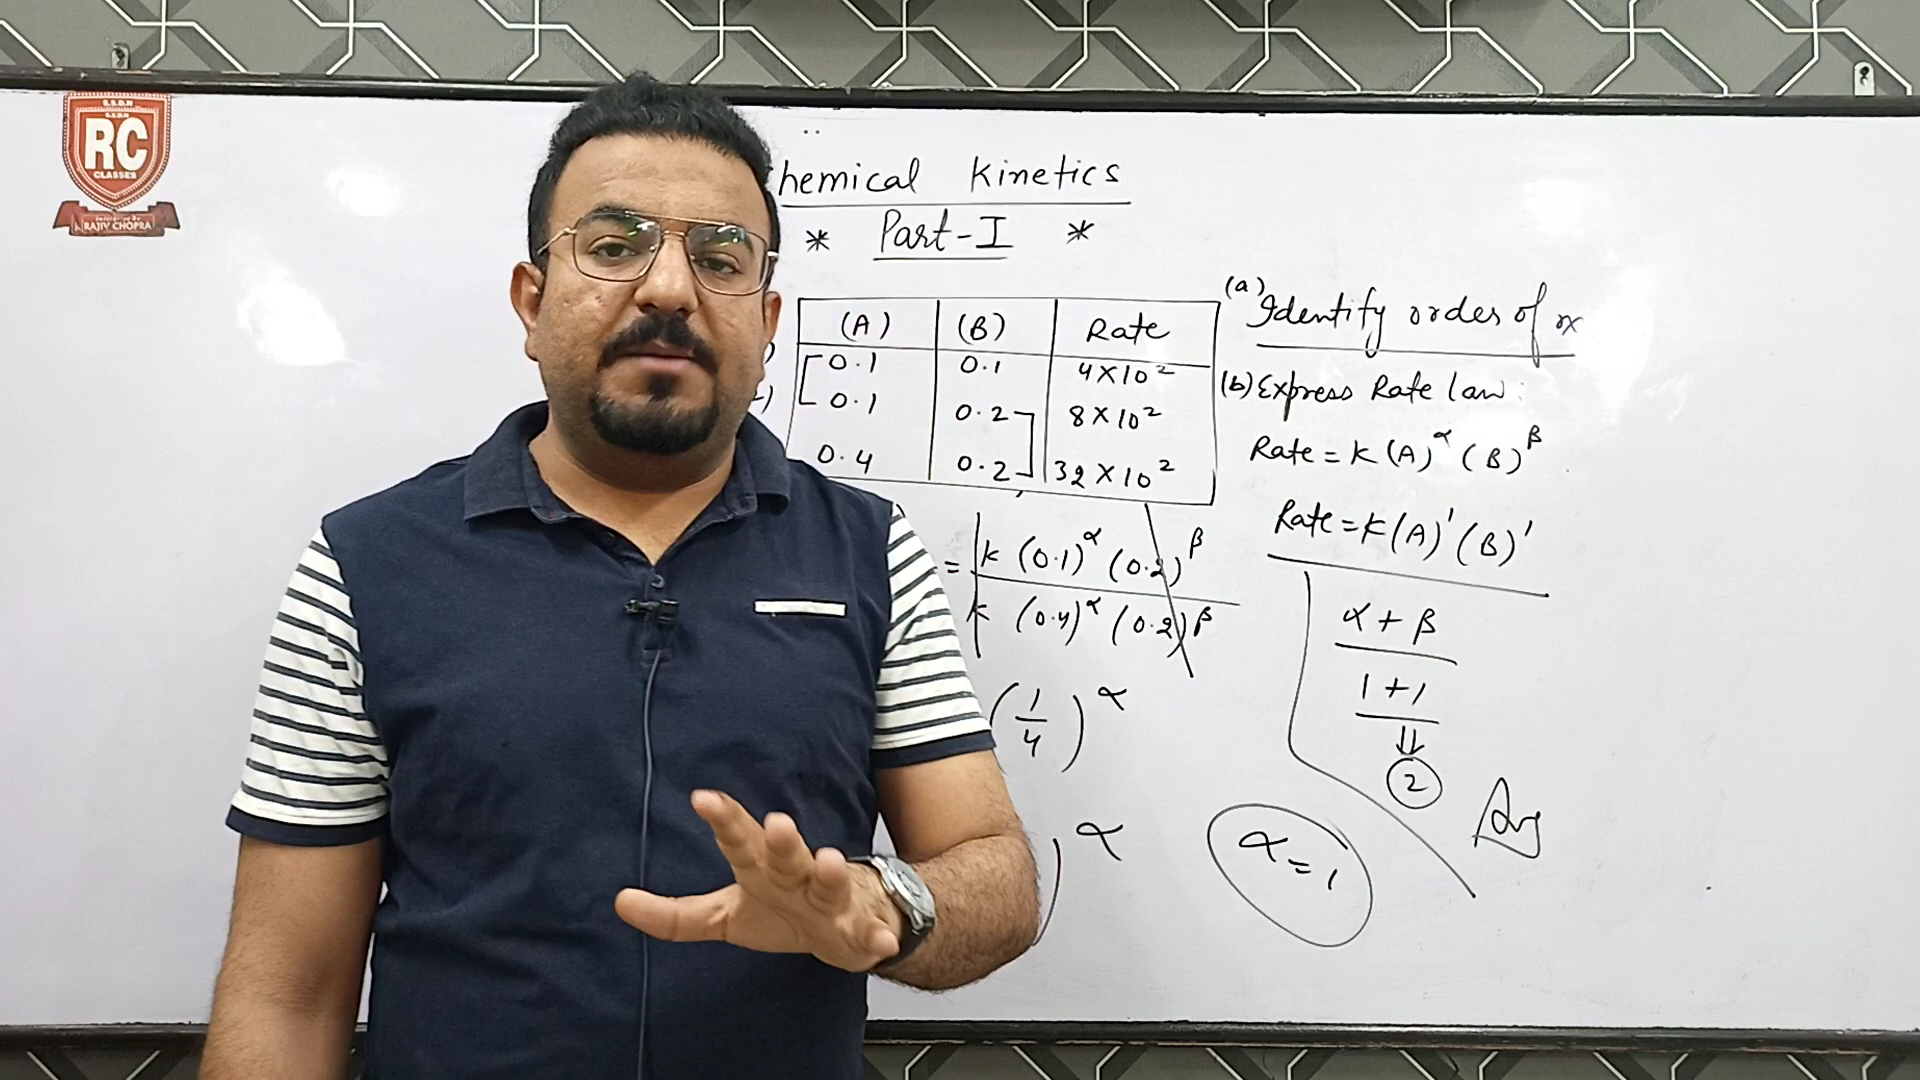 G.S.D.N
RC
CLASSES
RAJIV CHOPRA
hemical Kinetics
* Part-I *
(A) (B) Rate
0.1 0.1 4×10²
0.1 0.2 8×10²
0.4 0.2 32×10²
= k (0.1)^α (0.2)^β
k (0.4)^α (0.2)^β
(1/4)^α
)^α
α=1
(a) Identify order of rx
(b) Express Rate law:
Rate = K (A)^α (B)^β
Rate = K (A)' (B)'
α + β
1 + 1
⇓
2
Ans